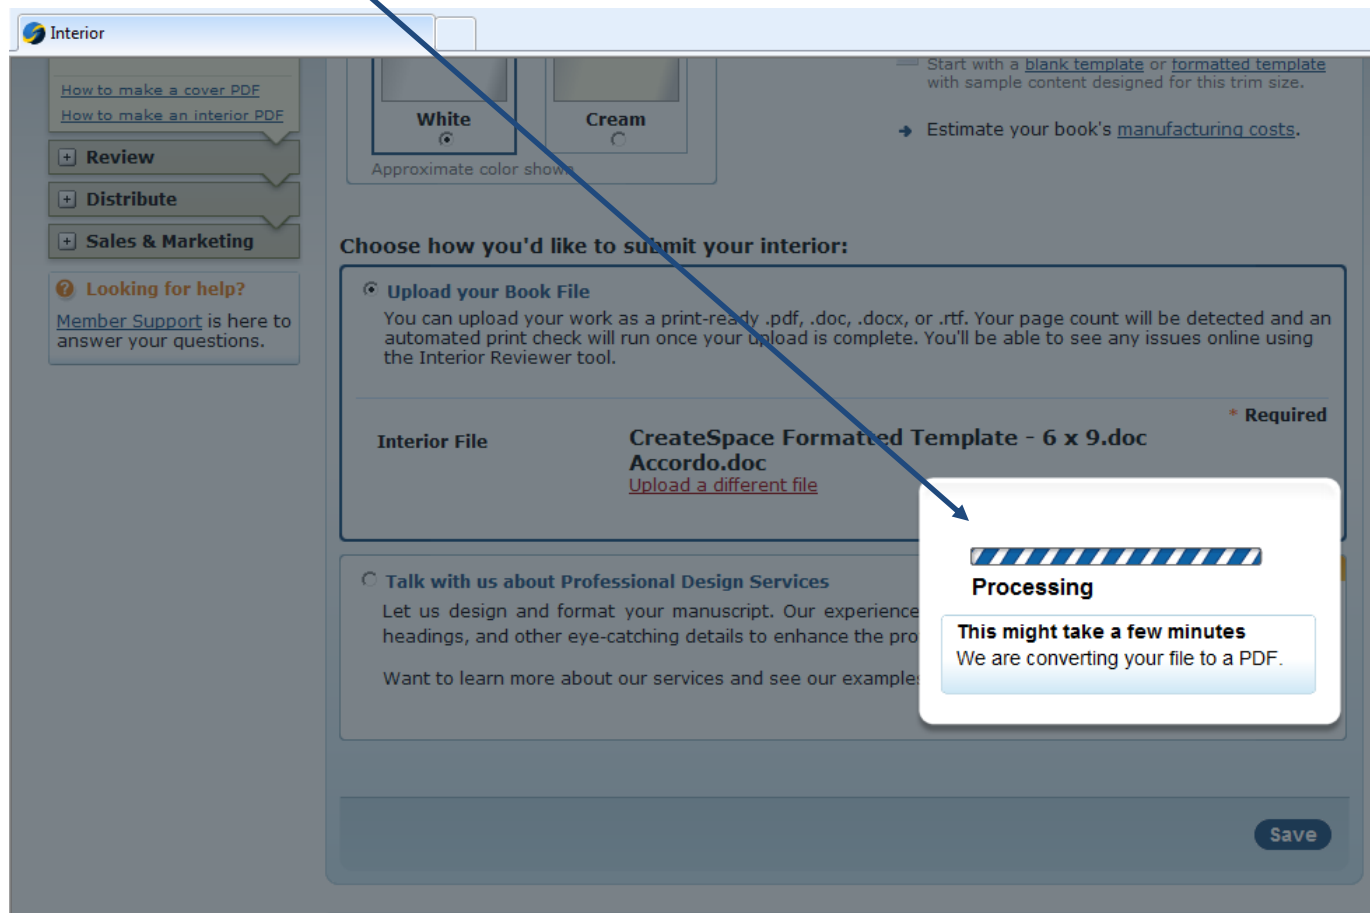 Interior
How to make a cover PDF
How to make an interior PDF
Review
Distribute
Sales & Marketing
Looking for help?
Member Support is here to
answer your questions.
White
Cream
Approximate color shown
Start with a blank template or formatted template
with sample content designed for this trim size.
Estimate your book's manufacturing costs.
Choose how you'd like to submit your interior:
Upload your Book File
You can upload your work as a print-ready .pdf, .doc, .docx, or .rtf. Your page count will be detected and an
automated print check will run once your upload is complete. You'll be able to see any issues online using
the Interior Reviewer tool.
* Required
Interior File
CreateSpace Formatted Template - 6 x 9.doc
Accordo.doc
Upload a different file
Talk with us about Professional Design Services
Let us design and format your manuscript. Our experience
headings, and other eye-catching details to enhance the pro
Want to learn more about our services and see our examples
Processing
This might take a few minutes
We are converting your file to a PDF.
Save